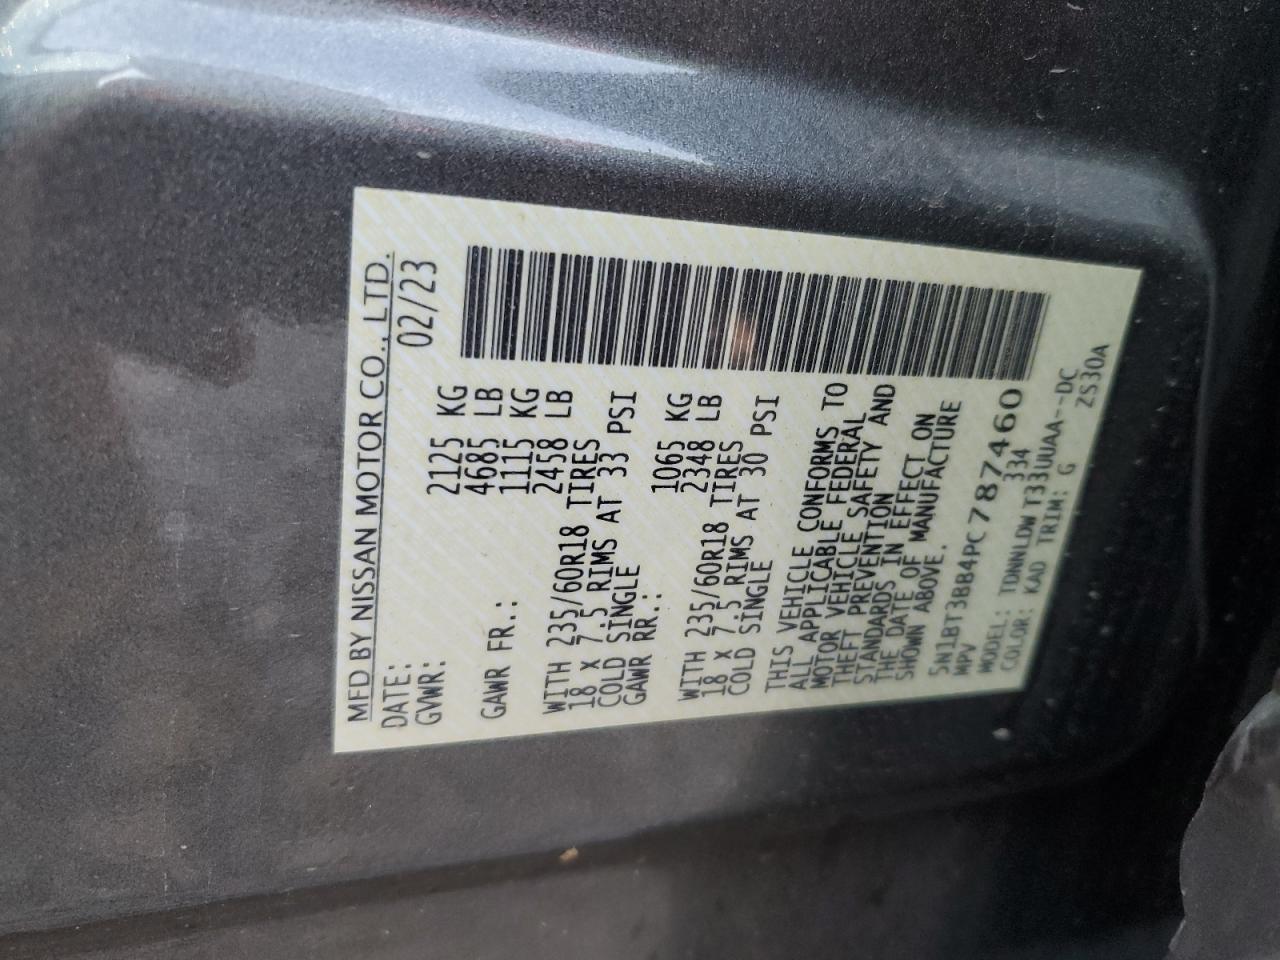 MFD BY NISSAN MOTOR CO., LTD.
DATE: 02/23
GVWR: 2125 KG
4685 LB
GAWR FR.: 1115 KG
2458 LB
WITH 235/60R18 TIRES
18 X 7.5 RIMS AT 33 PSI
COLD SINGLE
GAWR RR.: 1065 KG
2348 LB
WITH 235/60R18 TIRES
18 X 7.5 RIMS AT 30 PSI
COLD SINGLE
THIS VEHICLE CONFORMS TO
ALL APPLICABLE FEDERAL
MOTOR VEHICLE SAFETY AND
THEFT PREVENTION
STANDARDS IN EFFECT ON
THE DATE OF MANUFACTURE
SHOWN ABOVE.
5N1BT3BB4PC787460
MPV 334
MODEL: TDNNLDW T33UUAA--DC
COLOR: KAD TRIM: G ZS30A